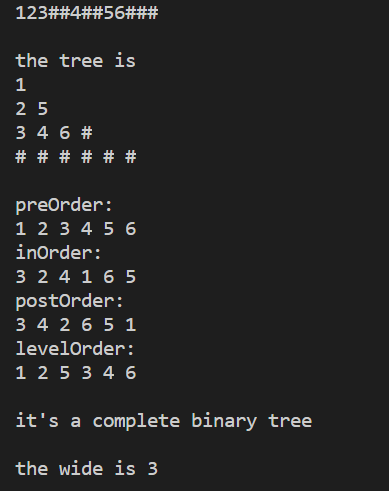 123##4##56###
the tree is
1
2 5
3 4 6 #
# # # # # #
preOrder:
1 2 3 4 5 6
inOrder:
3 2 4 1 6 5
postOrder:
3 4 2 6 5 1
levelOrder:
1 2 5 3 4 6
it's a complete binary tree
the wide is 3